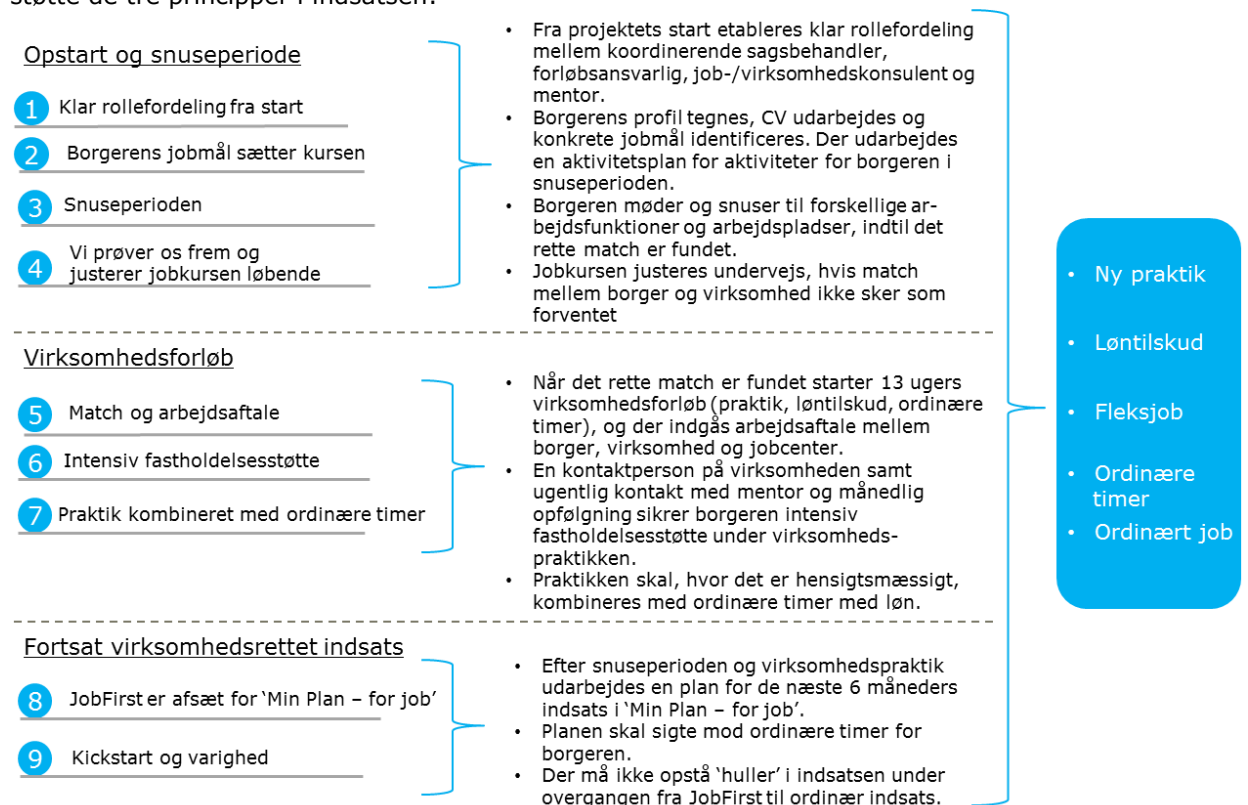 støtte de tre principper i indsatsen:
Opstart og snuseperiode
1 Klar rollefordeling fra start
2 Borgerens jobmål sætter kursen
3 Snuseperioden
4 Vi prøver os frem og
justerer jobkursen løbende
• Fra projektets start etableres klar rollefordeling
mellem koordinerende sagsbehandler,
forløbsansvarlig, job-/virksomhedskonsulent og
mentor.
• Borgerens profil tegnes, CV udarbejdes og
konkrete jobmål identificeres. Der udarbejdes
en aktivitetsplan for aktiviteter for borgeren i
snuseperioden.
• Borgeren møder og snuser til forskellige ar-
bejdsfunktioner og arbejdspladser, indtil det
rette match er fundet.
• Jobkursen justeres undervejs, hvis match
mellem borger og virksomhed ikke sker som
forventet
Virksomhedsforløb
5 Match og arbejdsaftale
6 Intensiv fastholdelsesstøtte
7 Praktik kombineret med ordinære timer
• Når det rette match er fundet starter 13 ugers
virksomhedsforløb (praktik, løntilskud, ordinære
timer), og der indgås arbejdsaftale mellem
borger, virksomhed og jobcenter.
• En kontaktperson på virksomheden samt
ugentlig kontakt med mentor og månedlig
opfølgning sikrer borgeren intensiv
fastholdelsesstøtte under virksomheds-
praktikken.
• Praktikken skal, hvor det er hensigtsmæssigt,
kombineres med ordinære timer med løn.
Fortsat virksomhedsrettet indsats
8 JobFirst er afsæt for ‘Min Plan – for job’
9 Kickstart og varighed
• Efter snuseperioden og virksomhedspraktik
udarbejdes en plan for de næste 6 måneders
indsats i ‘Min Plan – for job’.
• Planen skal sigte mod ordinære timer for
borgeren.
• Der må ikke opstå ‘huller’ i indsatsen under
overgangen fra JobFirst til ordinær indsats.
• Ny praktik
• Løntilskud
• Fleksjob
• Ordinære
timer
• Ordinært job